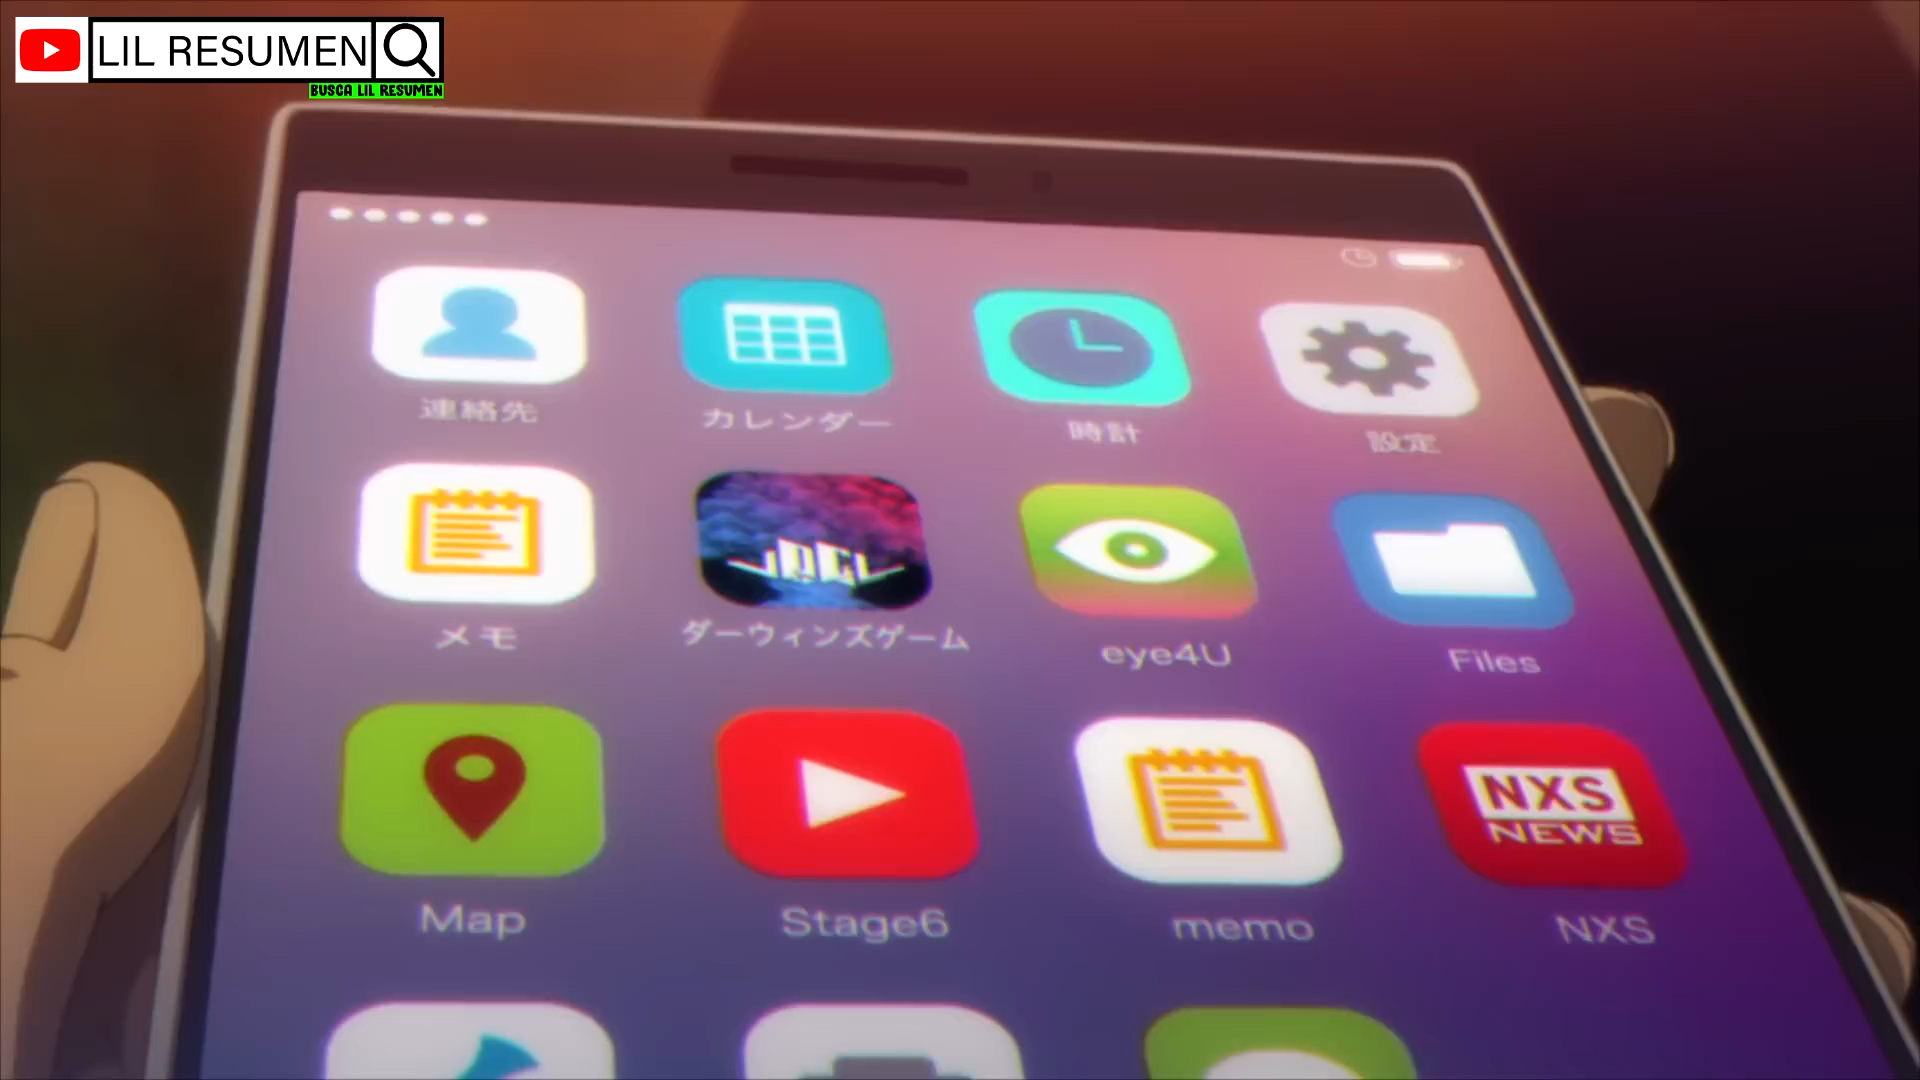 LIL RESUMEN
BUSCA LIL RESUMEN
連絡先
カレンダー
時計
設定
メモ
ダーウィンズゲーム
eye4U
Files
NXS
NEWS
Map
Stage6
memo
NXS